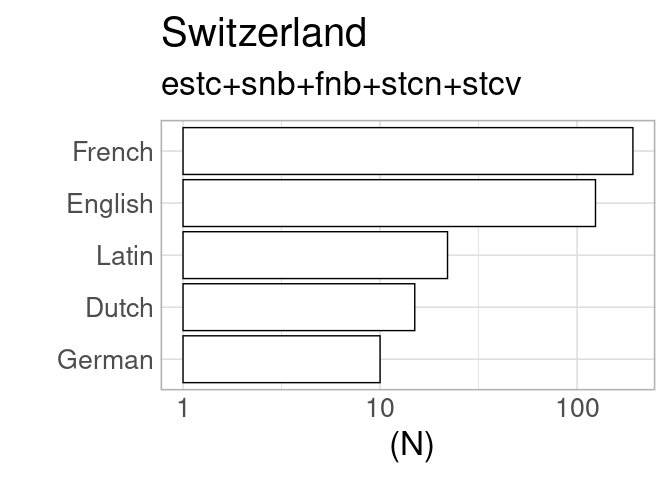 Switzerland
estc+snb+fnb+stcn+stcv
French
English
Latin
Dutch
German
1 10 100
(N)